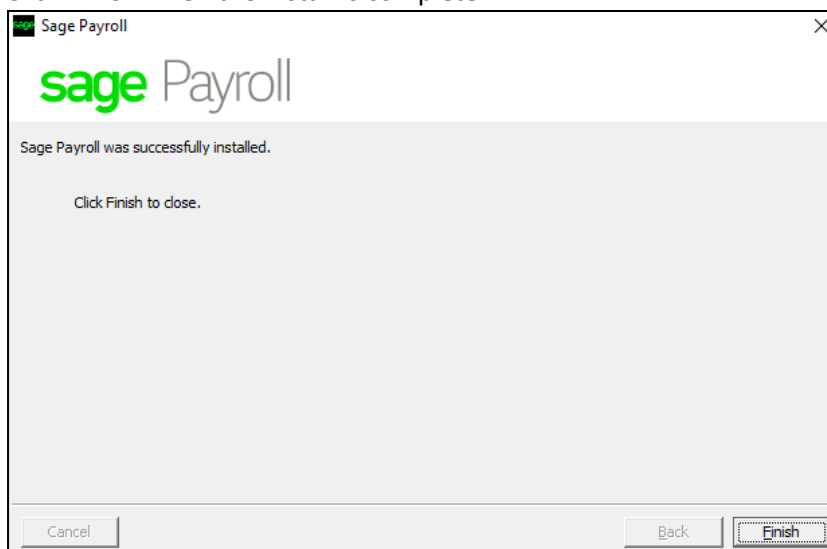 Sage Payroll
sage Payroll
Sage Payroll was successfully installed.
Click Finish to close.
Cancel Back Finish